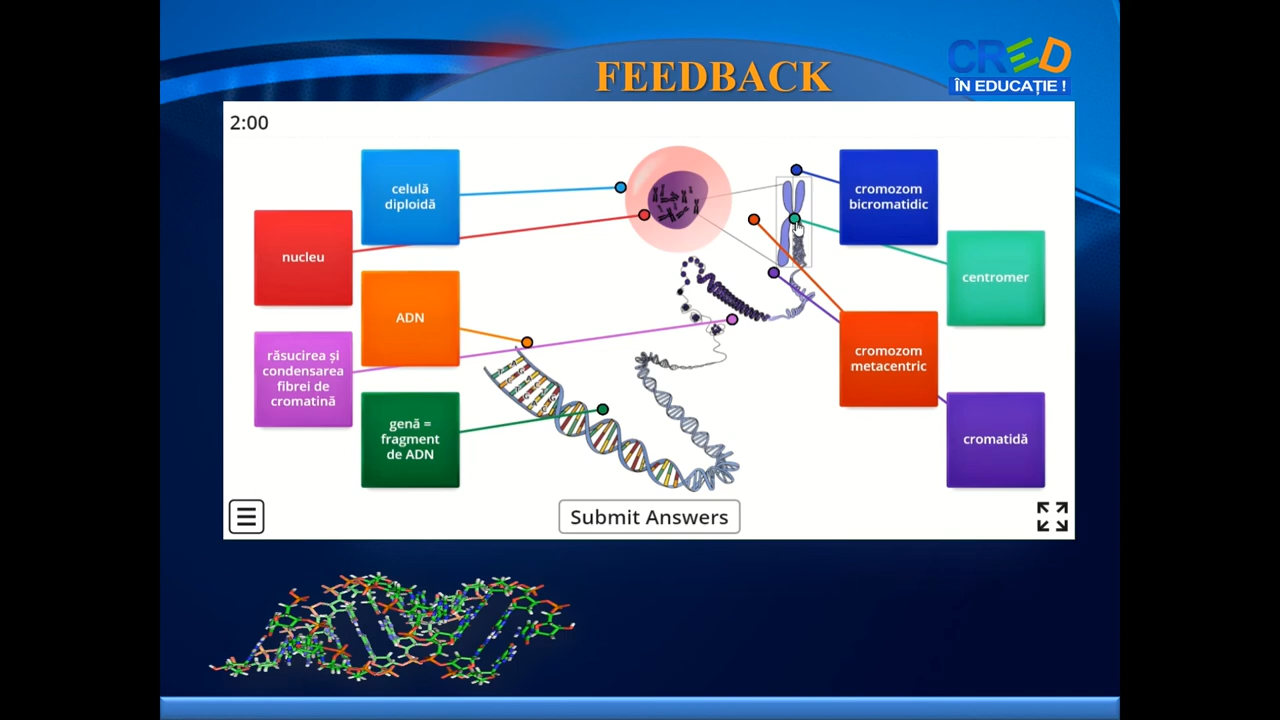 FEEDBACK
CRED
ÎN EDUCAȚIE !
2:00
celulă
diploidă
nucleu
ADN
răsucirea și
condensarea
fibrei de
cromatină
genă =
fragment
de ADN
cromozom
bicromatidic
centromer
cromozom
metacentric
cromatidă
Submit Answers